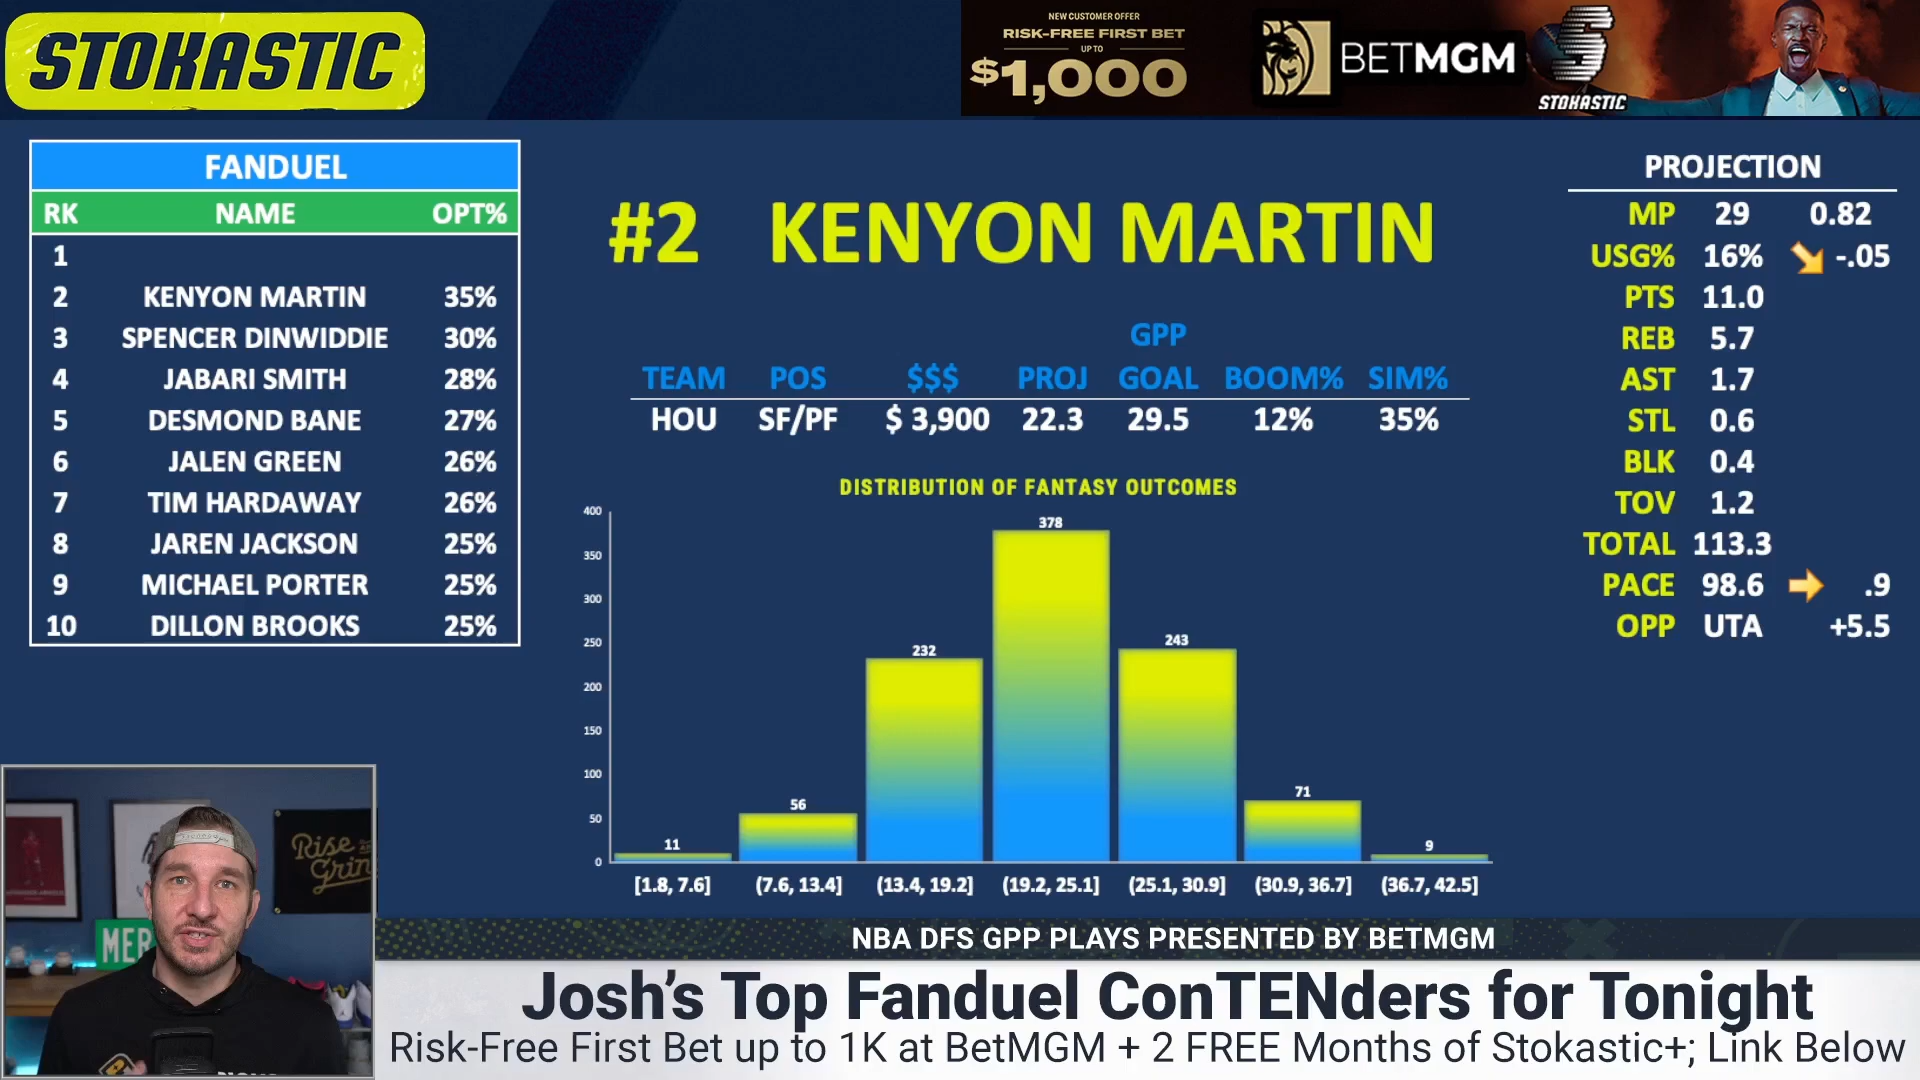 STOKASTIC
NEW CUSTOMER OFFER
RISK-FREE FIRST BET
UP TO
$1,000
BETMGM
STOKASTIC
FANDUEL
RK NAME OPT%
1
2 KENYON MARTIN 35%
3 SPENCER DINWIDDIE 30%
4 JABARI SMITH 28%
5 DESMOND BANE 27%
6 JALEN GREEN 26%
7 TIM HARDAWAY 26%
8 JAREN JACKSON 25%
9 MICHAEL PORTER 25%
10 DILLON BROOKS 25%
#2 KENYON MARTIN
GPP
TEAM POS $$$ PROJ GOAL BOOM% SIM%
HOU SF/PF $ 3,900 22.3 29.5 12% 35%
DISTRIBUTION OF FANTASY OUTCOMES
400
350
300
250
200
150
100
50
0
11 56 232 378 243 71 9
[1.8, 7.6] (7.6, 13.4] (13.4, 19.2] (19.2, 25.1] (25.1, 30.9] (30.9, 36.7] (36.7, 42.5]
PROJECTION
MP 29 0.82
USG% 16% -.05
PTS 11.0
REB 5.7
AST 1.7
STL 0.6
BLK 0.4
TOV 1.2
TOTAL 113.3
PACE 98.6 .9
OPP UTA +5.5
Rise and
Grin
MER
NBA DFS GPP PLAYS PRESENTED BY BETMGM
Josh's Top Fanduel ConTENders for Tonight
Risk-Free First Bet up to 1K at BetMGM + 2 FREE Months of Stokastic+; Link Below